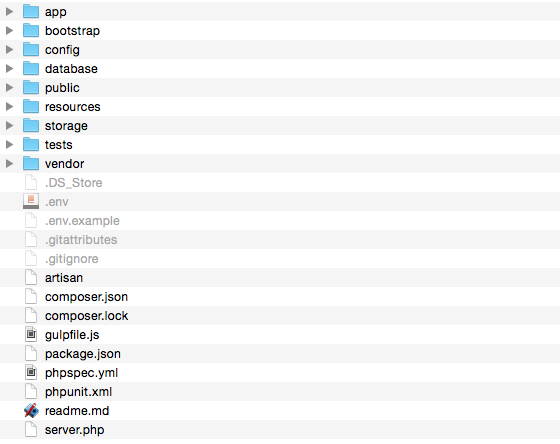 app
bootstrap
config
database
public
resources
storage
tests
vendor
.DS_Store
.env
.env.example
.gitattributes
.gitignore
artisan
composer.json
composer.lock
gulpfile.js
package.json
phpspec.yml
phpunit.xml
readme.md
server.php